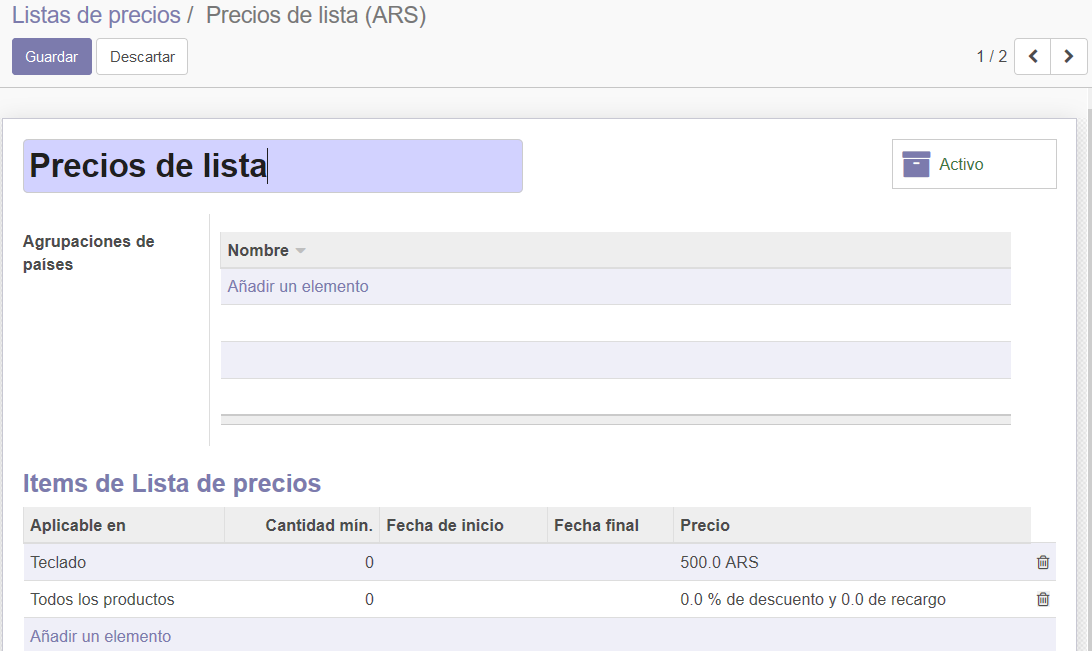 Listas de precios / Precios de lista (ARS)
Guardar Descartar 1 / 2
Precios de lista
Activo
Agrupaciones de
países
Nombre
Añadir un elemento
Items de Lista de precios
Aplicable en Cantidad mín. Fecha de inicio Fecha final Precio
Teclado 0 500.0 ARS
Todos los productos 0 0.0 % de descuento y 0.0 de recargo
Añadir un elemento